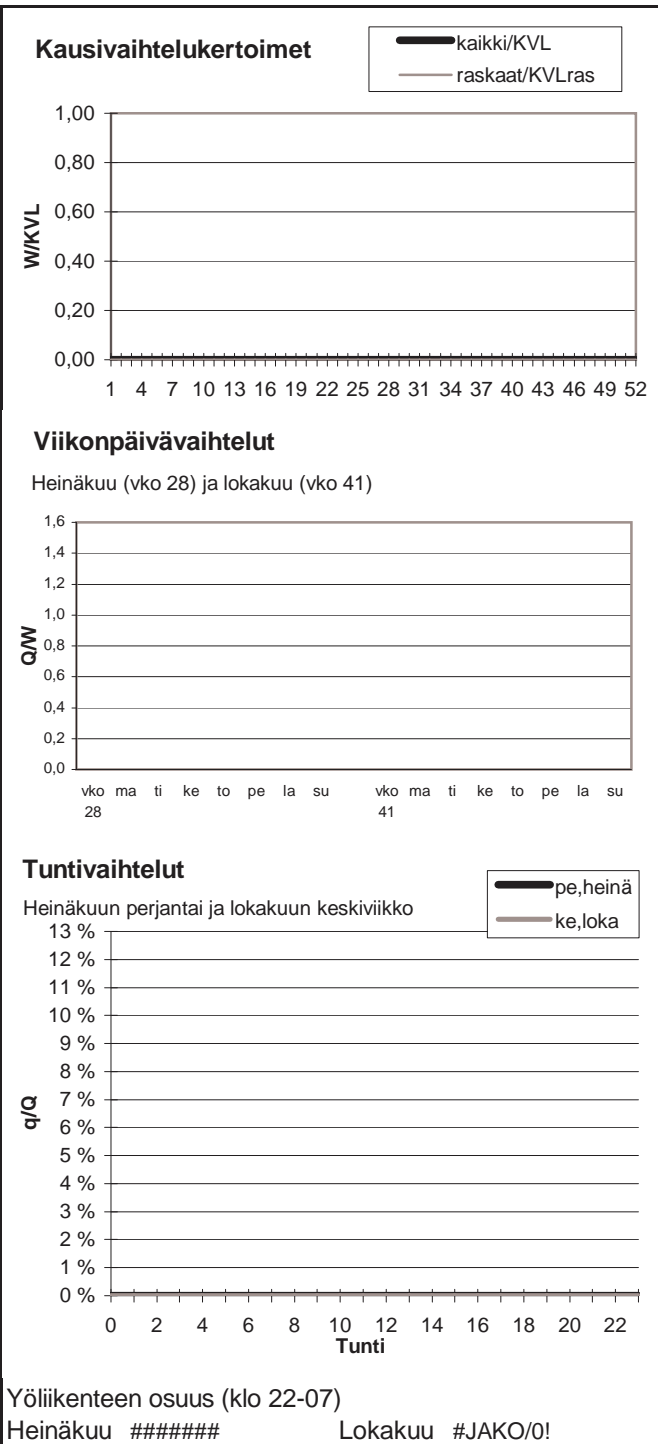 Kausivaihtelukertoimet
kaikki/KVL
raskaat/KVLras
W/KVL
1,00
0,80
0,60
0,40
0,20
0,00
1 4 7 10 13 16 19 22 25 28 31 34 37 40 43 46 49 52
Viikonpäivävaihtelut
Heinäkuu (vko 28) ja lokakuu (vko 41)
Q/W
1,6
1,4
1,2
1,0
0,8
0,6
0,4
0,2
0,0
vko ma ti ke to pe la su vko ma ti ke to pe la su
28 41
Tuntivaihtelut
pe,heinä
ke,loka
Heinäkuun perjantai ja lokakuun keskiviikko
q/Q
13 %
12 %
11 %
10 %
9 %
8 %
7 %
6 %
5 %
4 %
3 %
2 %
1 %
0 %
0 2 4 6 8 10 12 14 16 18 20 22
Tunti
Yöliikenteen osuus (klo 22-07)
Heinäkuu ####### Lokakuu #JAKO/0!